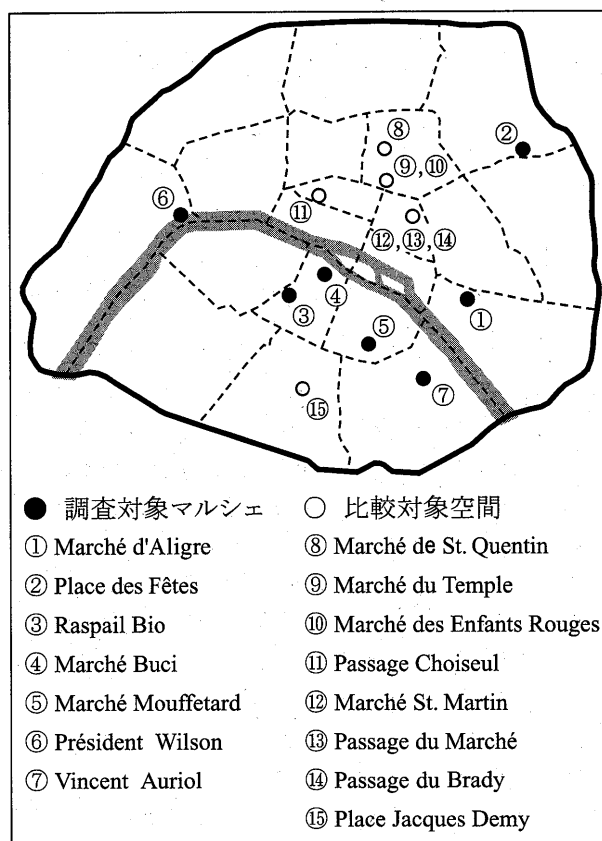 ⑧
②
⑨,⑩
⑥
⑪
⑫,⑬,⑭
④
③
①
⑤
⑦
⑮
● 調査対象マルシェ
① Marché d'Aligre
② Place des Fêtes
③ Raspail Bio
④ Marché Buci
⑤ Marché Mouffetard
⑥ Président Wilson
⑦ Vincent Auriol
○ 比較対象空間
⑧ Marché de St. Quentin
⑨ Marché du Temple
⑩ Marché des Enfants Rouges
⑪ Passage Choiseul
⑫ Marché St. Martin
⑬ Passage du Marché
⑭ Passage du Brady
⑮ Place Jacques Demy